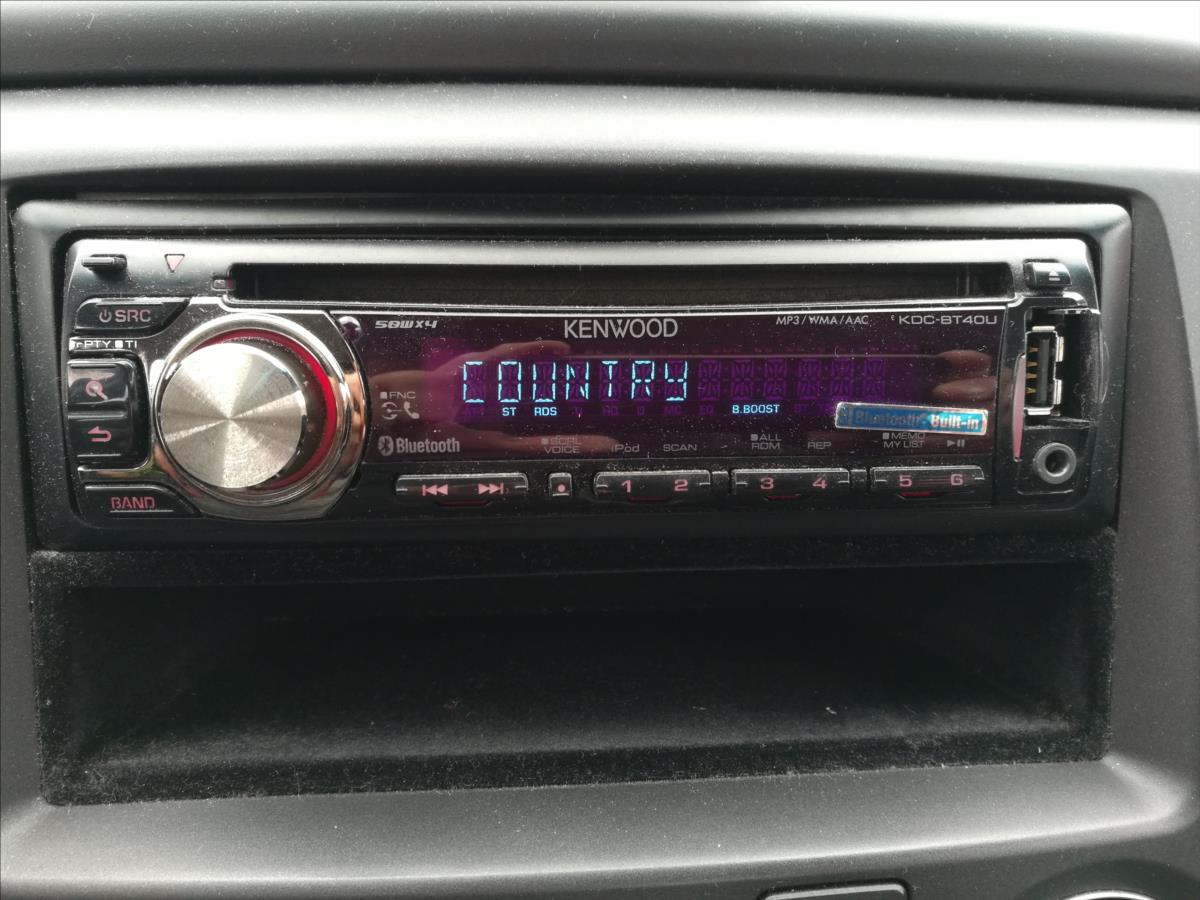 SRC
50WX4
KENWOOD
MP3/WMA/AAC
KDC-BT40U
PTY TI
COUNTRY
FNC
ST RDS
B.BOOST
Bluetooth Built-in
Bluetooth
SCRL
VOICE
iPod
SCAN
ALL
RDM
REP
MEMO
MY LIST
BAND
1 2
3 4
5 6